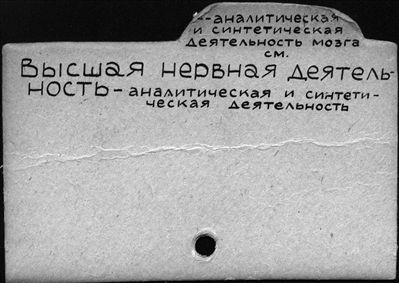 --аналитическая
и синтетическая
деятельность мозга
см.
Высшая нервная деятель-
ность - аналитическая и синтети-
ческая деятельность